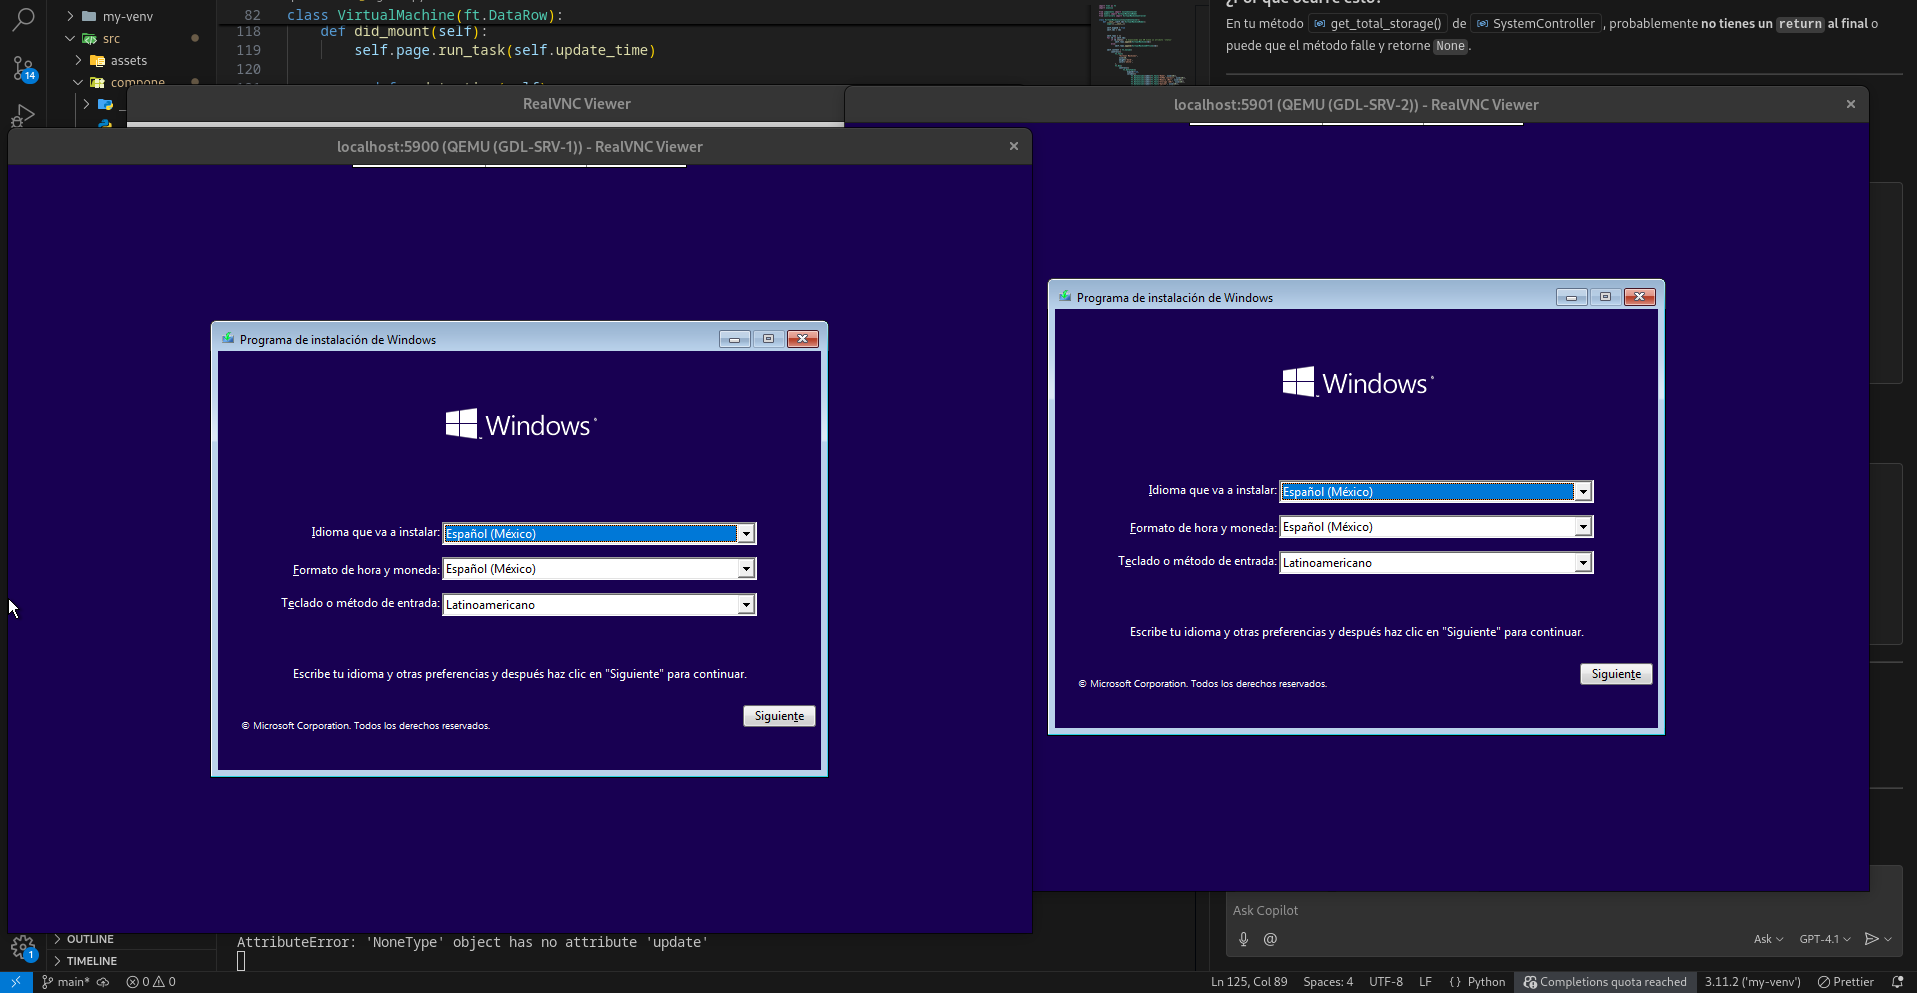 my-venv
src
assets
compone
14
82 class VirtualMachine(ft.DataRow):
118 def did_mount(self):
119 self.page.run_task(self.update_time)
120
En tu método get_total_storage() de SystemController, probablemente no tienes un return al final o
puede que el método falle y retorne None.
RealVNC Viewer
localhost:5901 (QEMU (GDL-SRV-2)) - RealVNC Viewer
localhost:5900 (QEMU (GDL-SRV-1)) - RealVNC Viewer
Programa de instalación de Windows
Windows
Idioma que va a instalar: Español (México)
Formato de hora y moneda: Español (México)
Teclado o método de entrada: Latinoamericano
Escribe tu idioma y otras preferencias y después haz clic en "Siguiente" para continuar.
Siguiente
© Microsoft Corporation. Todos los derechos reservados.
Programa de instalación de Windows
Windows
Idioma que va a instalar: Español (México)
Formato de hora y moneda: Español (México)
Teclado o método de entrada: Latinoamericano
Escribe tu idioma y otras preferencias y después haz clic en "Siguiente" para continuar.
Siguiente
© Microsoft Corporation. Todos los derechos reservados.
Ask Copilot
Ask
GPT-4.1
OUTLINE
TIMELINE
1
AttributeError: 'NoneType' object has no attribute 'update'
main*
0 0
Ln 125, Col 89
Spaces: 4
UTF-8
LF
{ } Python
Completions quota reached
3.11.2 ('my-venv')
Prettier